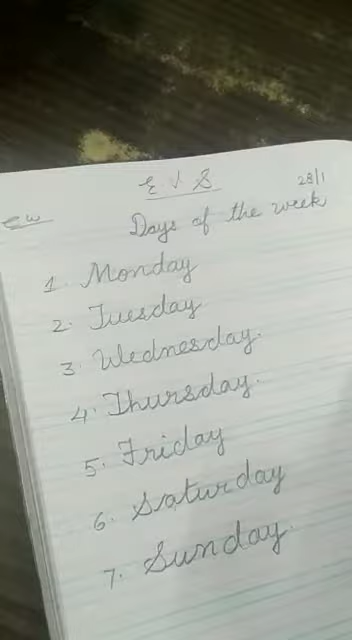 E V S
28/1
C.W
Days of the week
1. Monday
2. Tuesday
3. Wednesday.
4. Thursday.
5. Friday
6. Saturday
7. Sunday.